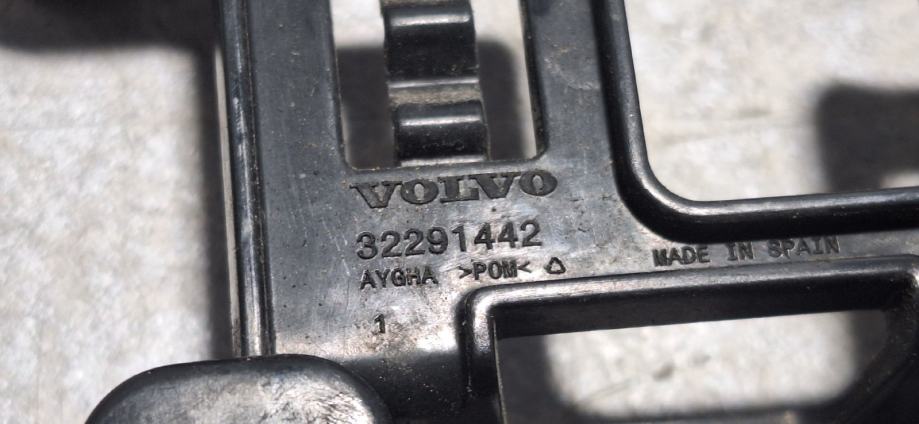 VOLVO
32291442
AYGHA >POM<
MADE IN SPAIN
1